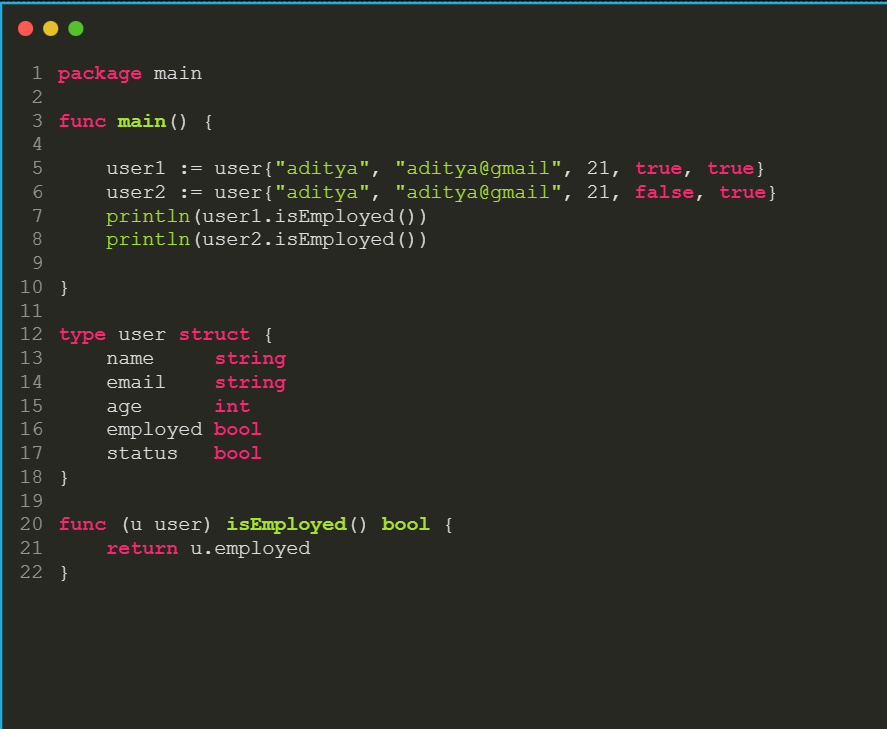 1 package main
2
3 func main() {
4
5     user1 := user{"aditya", "aditya@gmail", 21, true, true}
6     user2 := user{"aditya", "aditya@gmail", 21, false, true}
7     println(user1.isEmployed())
8     println(user2.isEmployed())
9
10 }
11
12 type user struct {
13     name     string
14     email    string
15     age      int
16     employed bool
17     status   bool
18 }
19
20 func (u user) isEmployed() bool {
21     return u.employed
22 }